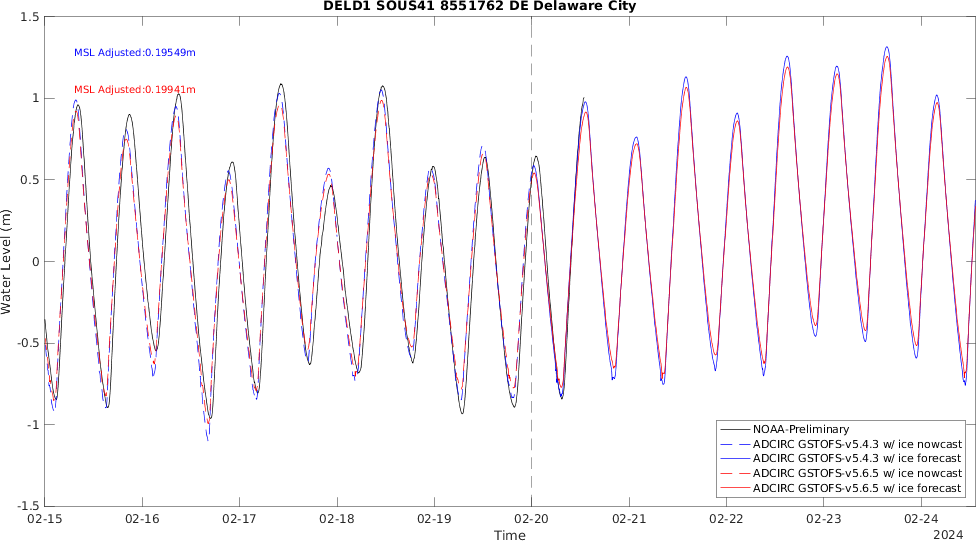 DELD1 SOUS41 8551762 DE Delaware City
1.5
MSL Adjusted:0.19549m
MSL Adjusted:0.19941m
1
0.5
0
-0.5
-1
-1.5
Water Level (m)
NOAA-Preliminary
ADCIRC GSTOFS-v5.4.3 w/ ice nowcast
ADCIRC GSTOFS-v5.4.3 w/ ice forecast
ADCIRC GSTOFS-v5.6.5 w/ ice nowcast
ADCIRC GSTOFS-v5.6.5 w/ ice forecast
02-15 02-16 02-17 02-18 02-19 02-20 02-21 02-22 02-23 02-24
Time
2024